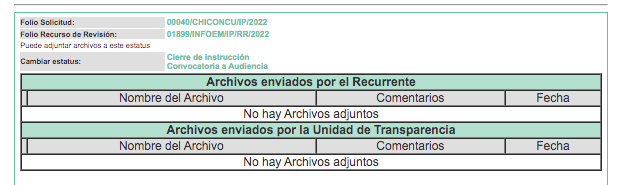 Folio Solicitud: 00040/CHICONCU/IP/2022
Folio Recurso de Revisión: 01899/INFOEM/IP/RR/2022
Puede adjuntar archivos a este estatus
Cambiar estatus: Cierre de instrucción
Convocatoria a Audiencia
Archivos enviados por el Recurrente
Nombre del Archivo Comentarios Fecha
No hay Archivos adjuntos
Archivos enviados por la Unidad de Transparencia
Nombre del Archivo Comentarios Fecha
No hay Archivos adjuntos